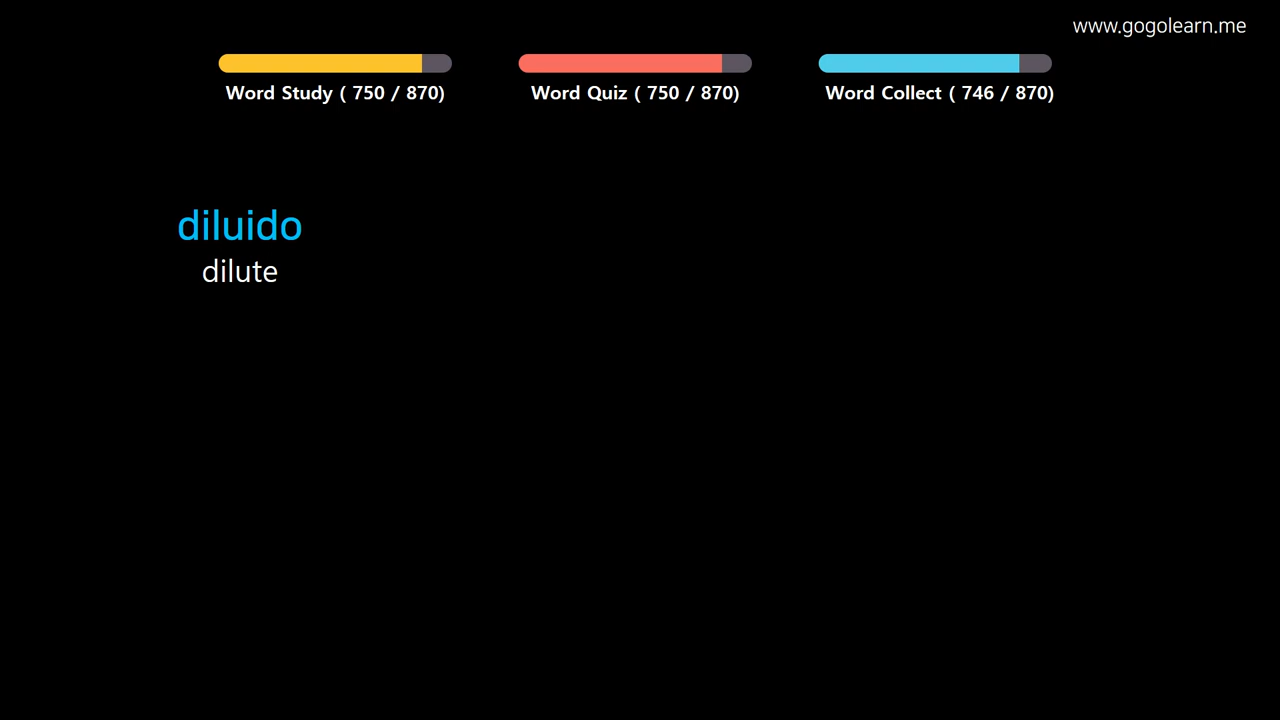 www.gogolearn.me
Word Study ( 750 / 870)
Word Quiz ( 750 / 870)
Word Collect ( 746 / 870)
diluido
dilute